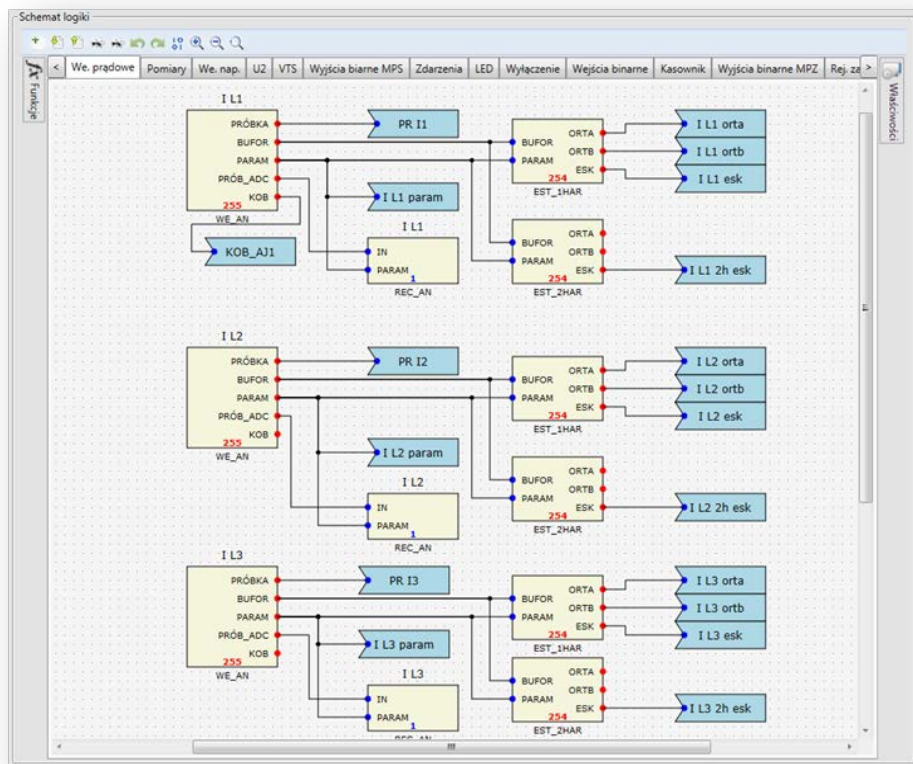 Schemat logiki
< We. prądowe Pomiary We. nap. U2 VTS Wyjścia biarne MPS Zdarzenia LED Wyłączenie Wejścia binarne Kasownik Wyjścia binarne MPZ Rej. za >
fx Funkcje
Właściwości
I L1
PRÓBKA
BUFOR
PARAM
PRÓB_ADC
KOB
255
WE_AN
PR I1
I L1 param
KOB_AJ1
I L1
IN
PARAM
1
REC_AN
BUFOR
PARAM
ORTA
ORTB
ESK
254
EST_1HAR
I L1 orta
I L1 ortb
I L1 esk
BUFOR
PARAM
ORTA
ORTB
ESK
254
EST_2HAR
I L1 2h esk
I L2
PRÓBKA
BUFOR
PARAM
PRÓB_ADC
KOB
255
WE_AN
PR I2
I L2 param
I L2
IN
PARAM
1
REC_AN
BUFOR
PARAM
ORTA
ORTB
ESK
254
EST_1HAR
I L2 orta
I L2 ortb
I L2 esk
BUFOR
PARAM
ORTA
ORTB
ESK
254
EST_2HAR
I L2 2h esk
I L3
PRÓBKA
BUFOR
PARAM
PRÓB_ADC
KOB
255
WE_AN
PR I3
I L3 param
I L3
IN
PARAM
1
REC_AN
BUFOR
PARAM
ORTA
ORTB
ESK
254
EST_1HAR
I L3 orta
I L3 ortb
I L3 esk
BUFOR
PARAM
ORTA
ORTB
ESK
254
EST_2HAR
I L3 2h esk